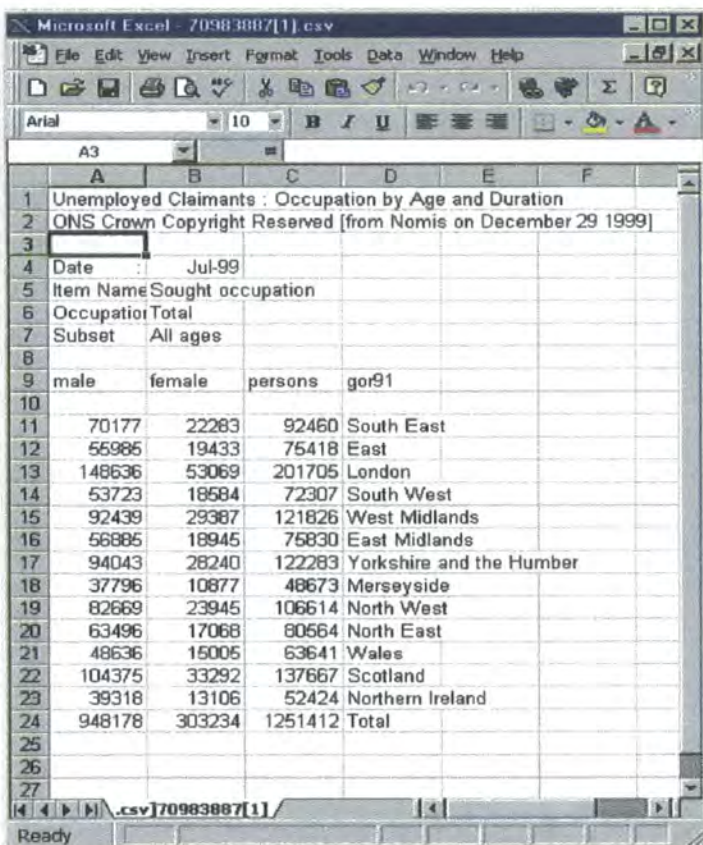 Microsoft Excel - 70983887[1].csv
File Edit View Insert Format Tools Data Window Help
Arial 10 B I U A
A3 =
A B C D E F
1 Unemployed Claimants : Occupation by Age and Duration
2 ONS Crown Copyright Reserved [from Nomis on December 29 1999]
3
4 Date : Jul-99
5 Item Name Sought occupation
6 Occupation Total
7 Subset All ages
8
9 male female persons gor91
10
11 70177 22283 92460 South East
12 55985 19433 75418 East
13 148636 53069 201705 London
14 53723 18584 72307 South West
15 92439 29387 121826 West Midlands
16 56885 18945 75830 East Midlands
17 94043 28240 122283 Yorkshire and the Humber
18 37796 10877 48673 Merseyside
19 82669 23945 106614 North West
20 63496 17068 80564 North East
21 48636 15005 63641 Wales
22 104375 33292 137667 Scotland
23 39318 13106 52424 Northern Ireland
24 948178 303234 1251412 Total
25
26
27
.csv]70983887[1]
Ready